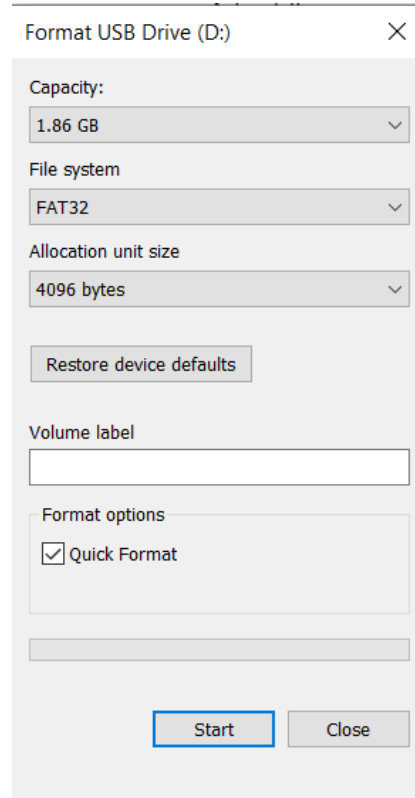 Format USB Drive (D:)
Capacity:
1.86 GB
File system
FAT32
Allocation unit size
4096 bytes
Restore device defaults
Volume label
Format options
Quick Format
Start
Close